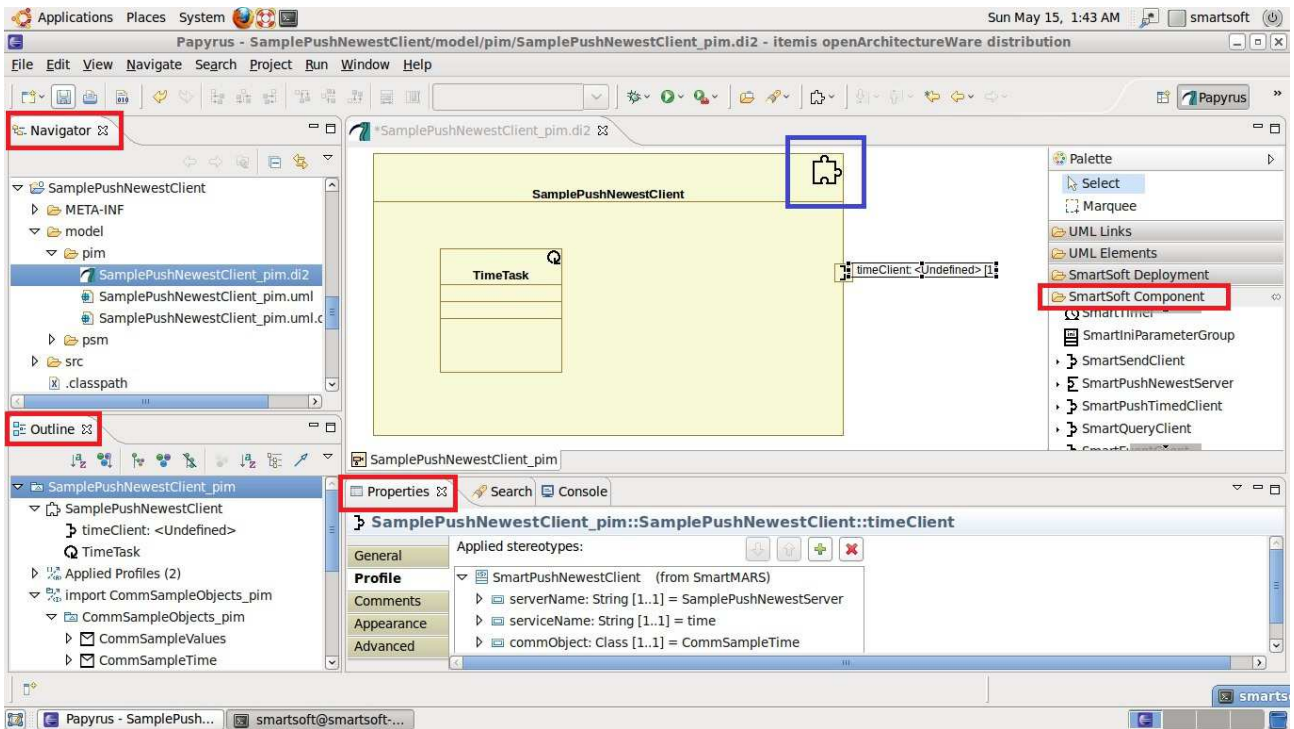 Applications Places System Sun May 15, 1:43 AM smartsoft
Papyrus - SamplePushNewestClient/model/pim/SamplePushNewestClient_pim.di2 - itemis openArchitectureWare distribution
File Edit View Navigate Search Project Run Window Help
Papyrus »
Navigator
SamplePushNewestClient
META-INF
model
pim
SamplePushNewestClient_pim.di2
SamplePushNewestClient_pim.uml
SamplePushNewestClient_pim.uml.c
psm
src
.classpath
*SamplePushNewestClient_pim.di2
SamplePushNewestClient
TimeTask
timeClient: <Undefined> [1
SamplePushNewestClient_pim
Palette
Select
Marquee
UML Links
UML Elements
SmartSoft Deployment
SmartSoft Component
SmartTimer
SmartIniParameterGroup
SmartSendClient
SmartPushNewestServer
SmartPushTimedClient
SmartQueryClient
Outline
SamplePushNewestClient_pim
SamplePushNewestClient
timeClient: <Undefined>
TimeTask
Applied Profiles (2)
import CommSampleObjects_pim
CommSampleObjects_pim
CommSampleValues
CommSampleTime
Properties Search Console
SamplePushNewestClient_pim::SamplePushNewestClient::timeClient
General
Profile
Comments
Appearance
Advanced
Applied stereotypes:
SmartPushNewestClient (from SmartMARS)
serverName: String [1..1] = SamplePushNewestServer
serviceName: String [1..1] = time
commObject: Class [1..1] = CommSampleTime
smarts
Papyrus - SamplePush... smartsoft@smartsoft-...